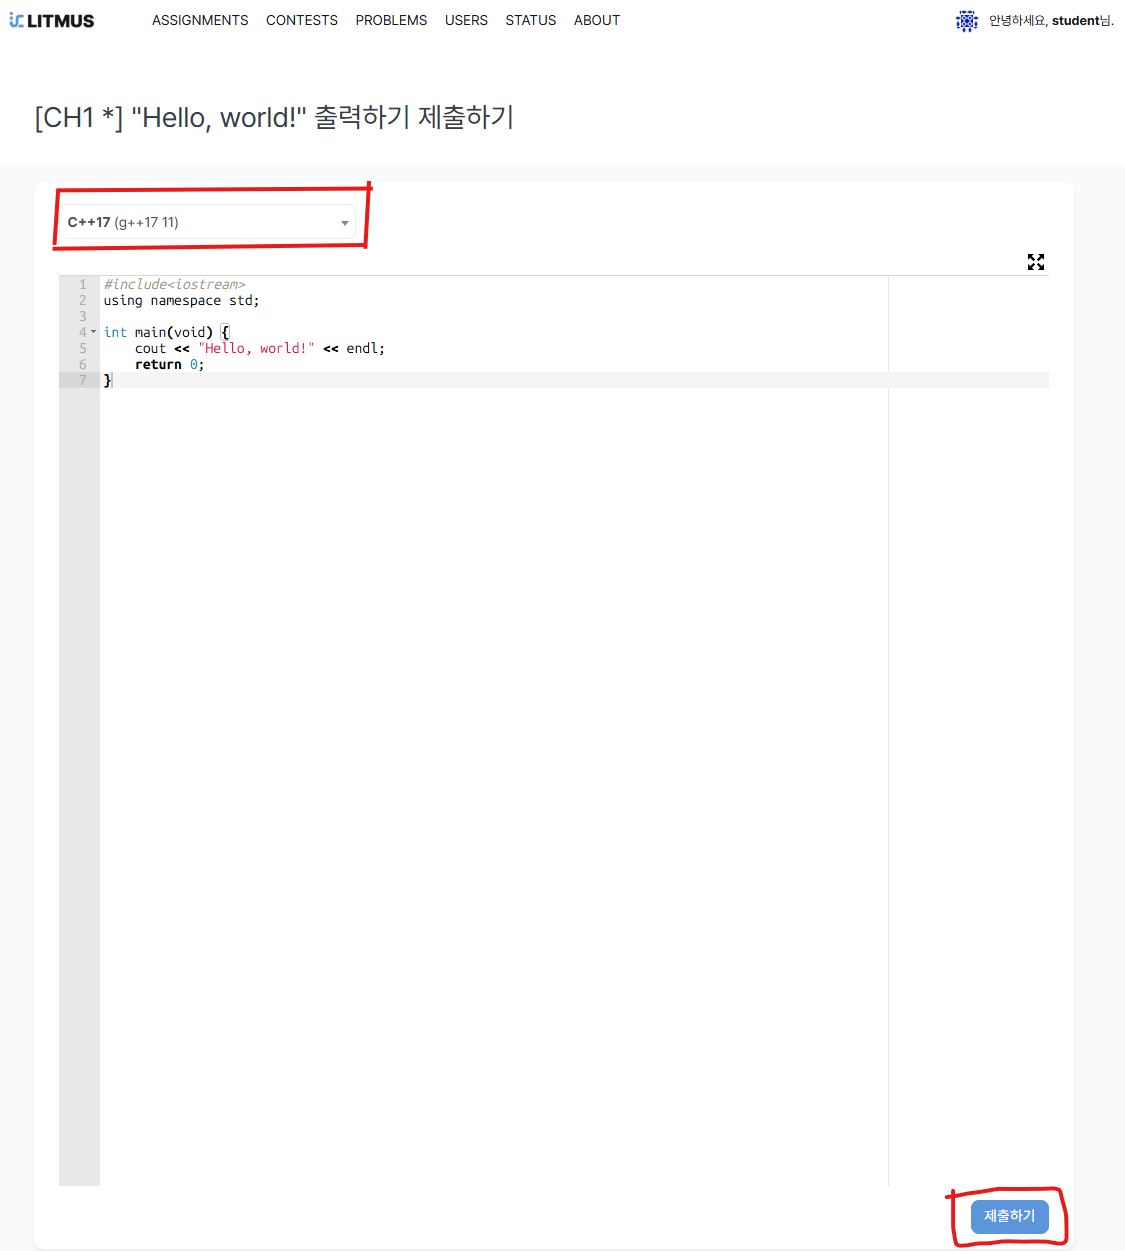 LITMUS ASSIGNMENTS CONTESTS PROBLEMS USERS STATUS ABOUT 안녕하세요, student님.
[CH1 *] "Hello, world!" 출력하기 제출하기
C++17 (g++17 11)
1 #include<iostream>
2 using namespace std;
3
4 int main(void) {
5 cout << "Hello, world!" << endl;
6 return 0;
7 }
제출하기